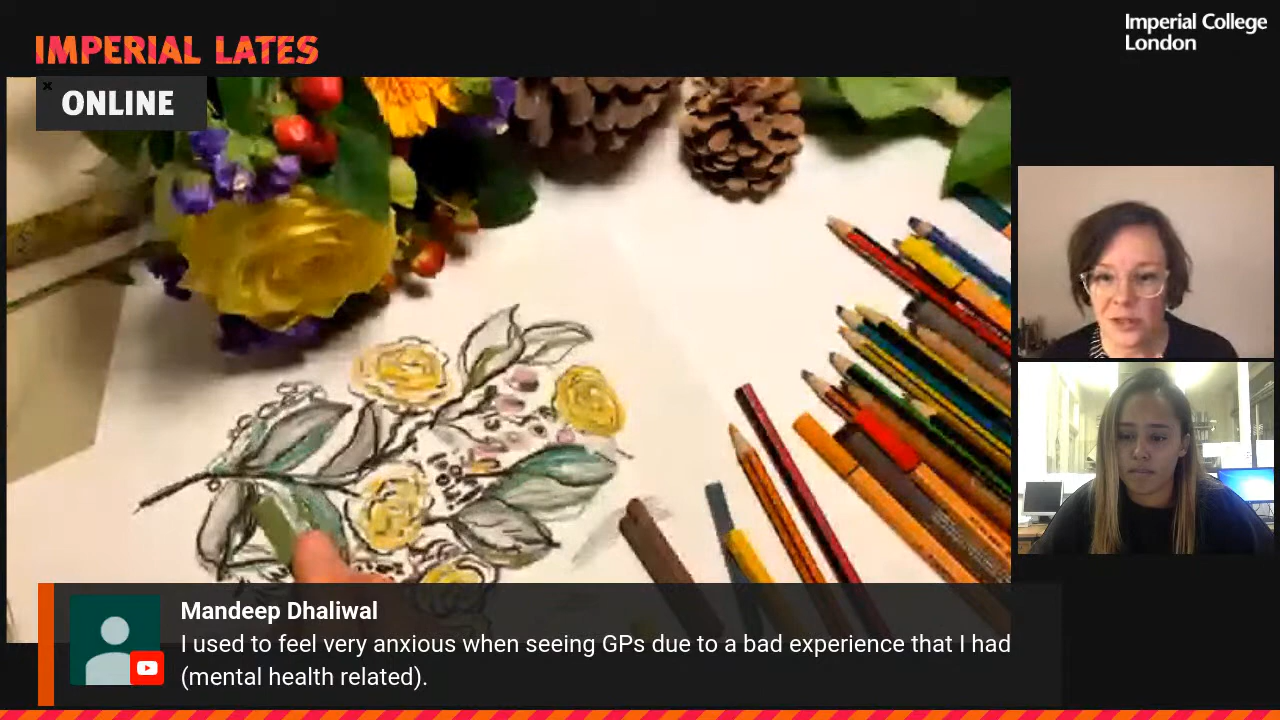 IMPERIAL LATES
ONLINE
Imperial College
London
Mandeep Dhaliwal
I used to feel very anxious when seeing GPs due to a bad experience that I had
(mental health related).